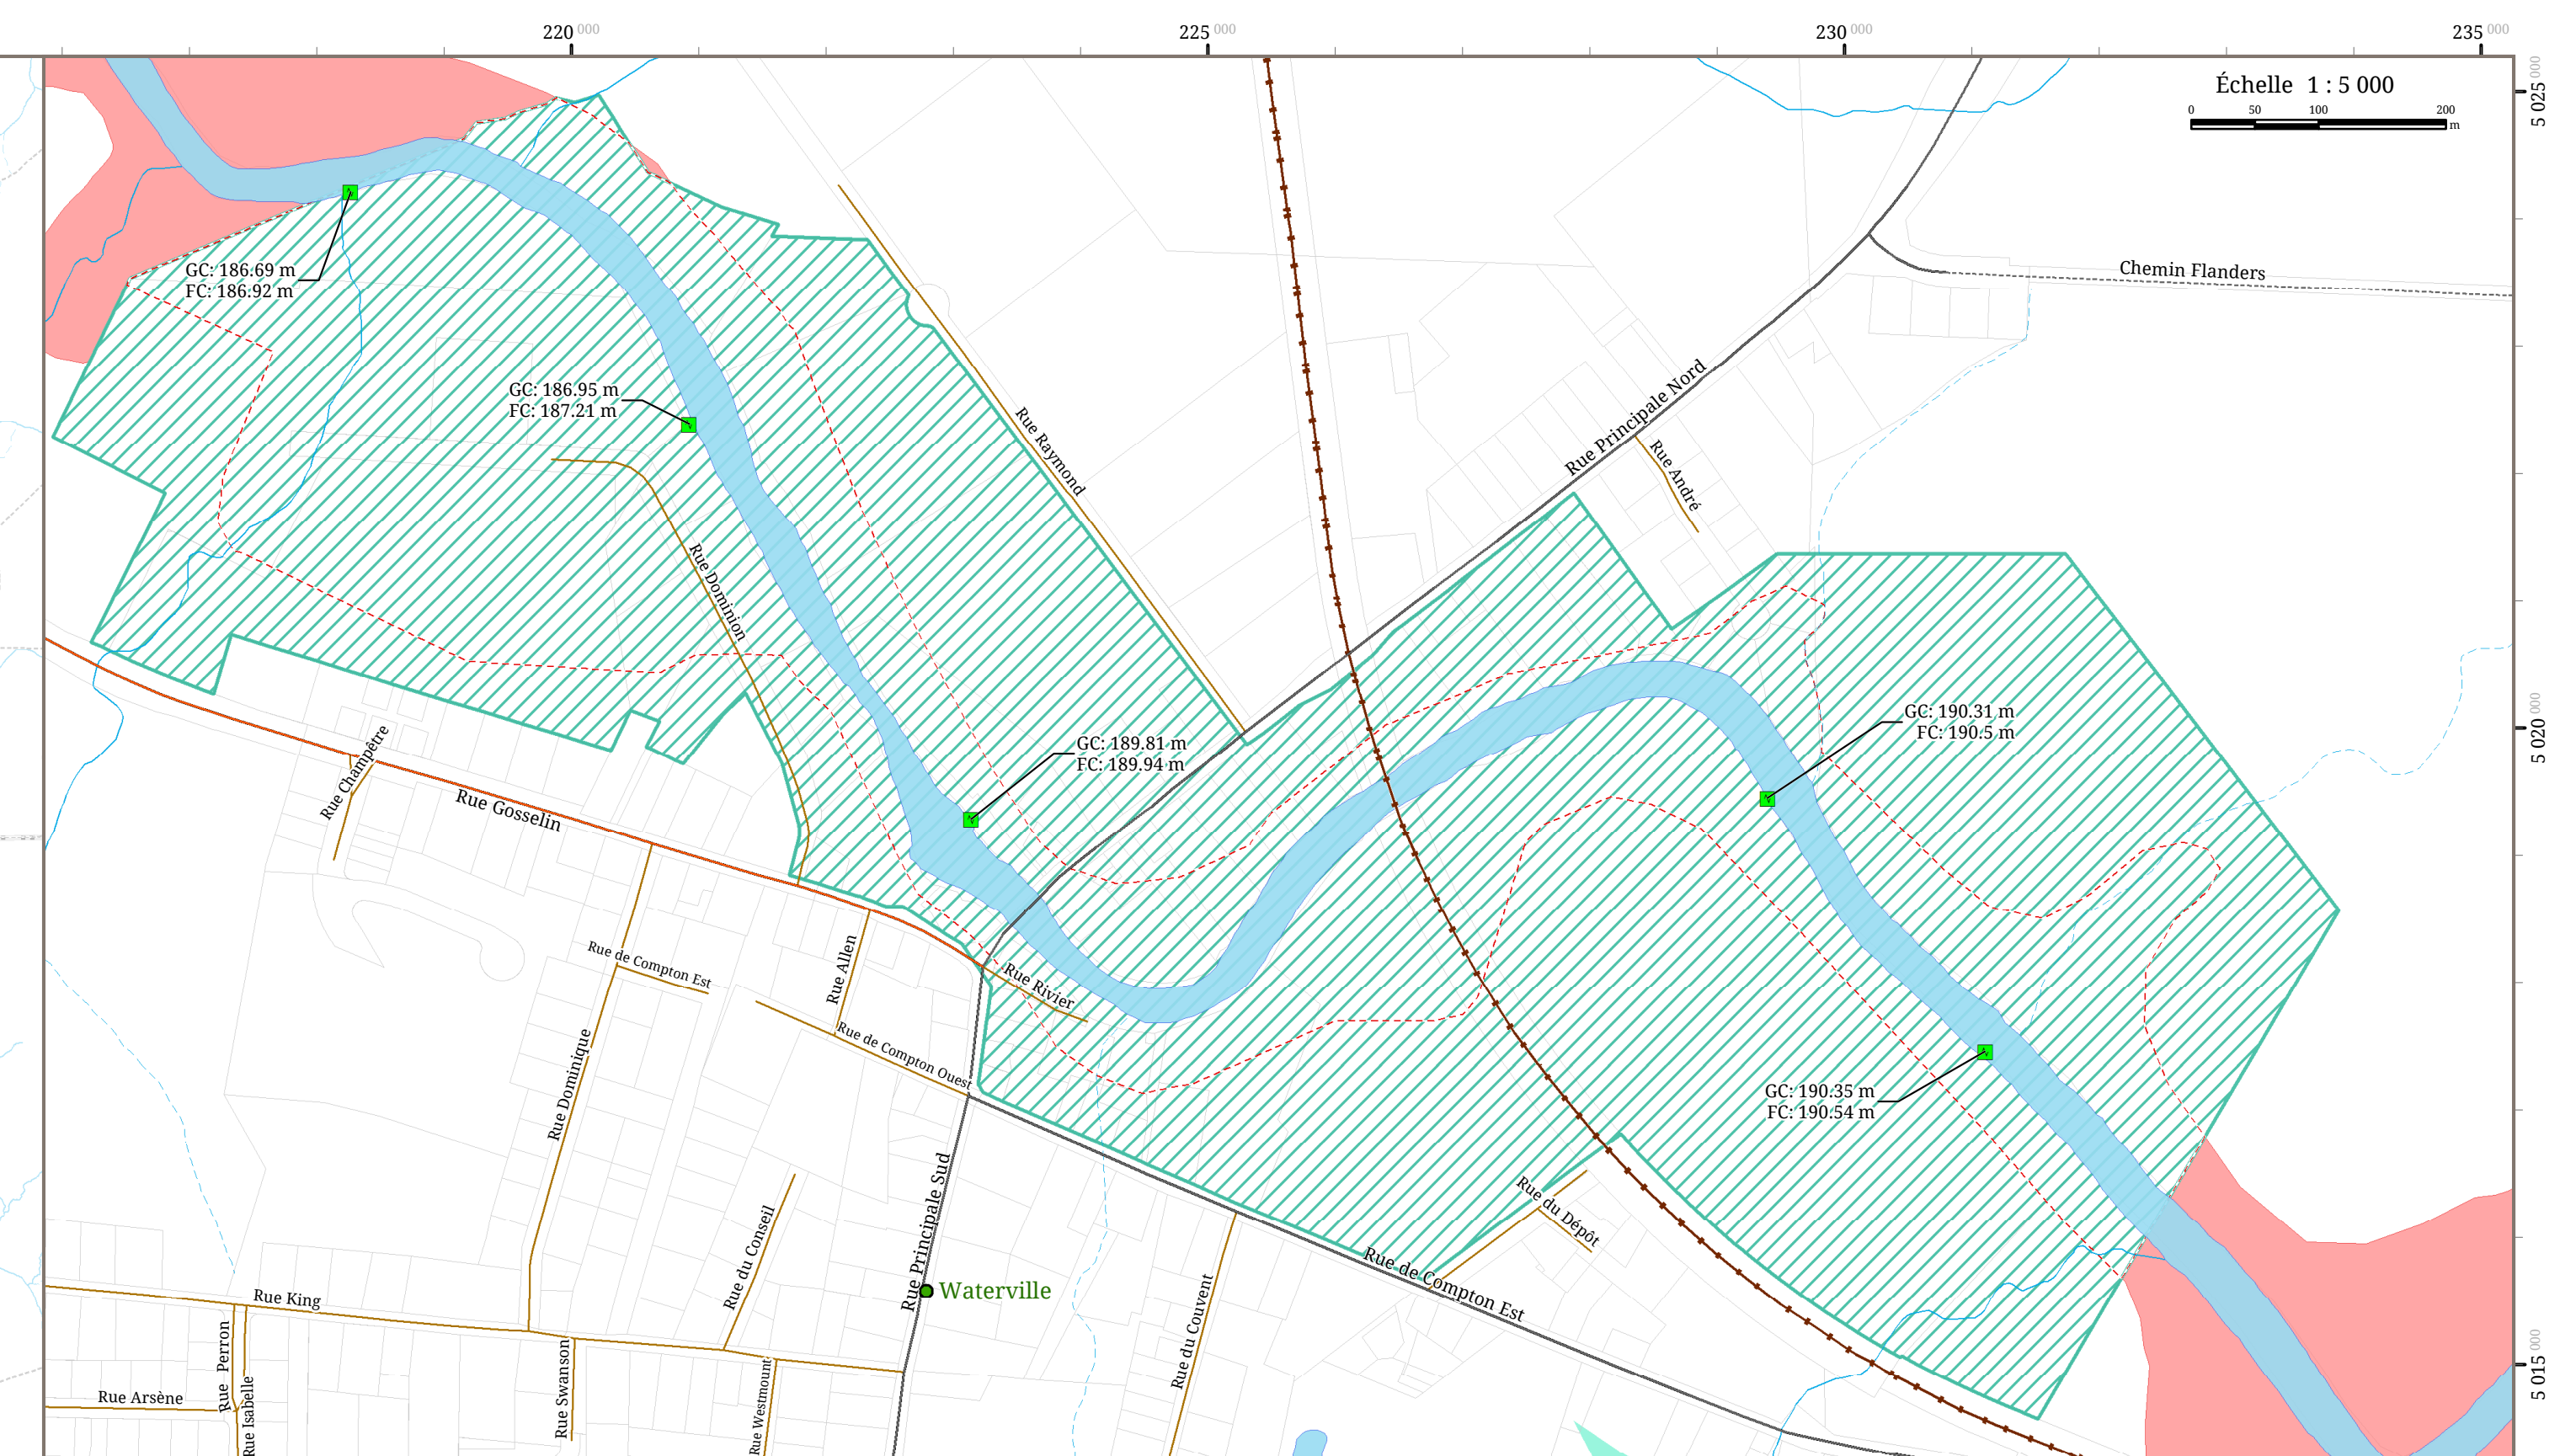 220 000
225 000
230 000
235 000
Échelle 1 : 5 000
0 50 100 200
m
5 025 000
Chemin Flanders
GC: 186.69 m
FC: 186.92 m
GC: 186.95 m
FC: 187.21 m
Rue Raymond
Rue Principale Nord
Rue André
Rue Dominion
GC: 190.31 m
FC: 190.5 m
5 020 000
GC: 189.81 m
FC: 189.94 m
Rue Champêtre
Rue Gosselin
Rue de Compton Est
Rue Allen
Rue Rivier
Rue de Compton Ouest
Rue Dominique
GC: 190.35 m
FC: 190.54 m
Rue du Dépôt
Rue Principale Sud
Rue du Conseil
Rue de Compton Est
Waterville
Rue King
Rue du Couvent
Rue Perron
Rue Swanson
Rue Westmount
5 015 000
Rue Arsène
Rue Isabelle